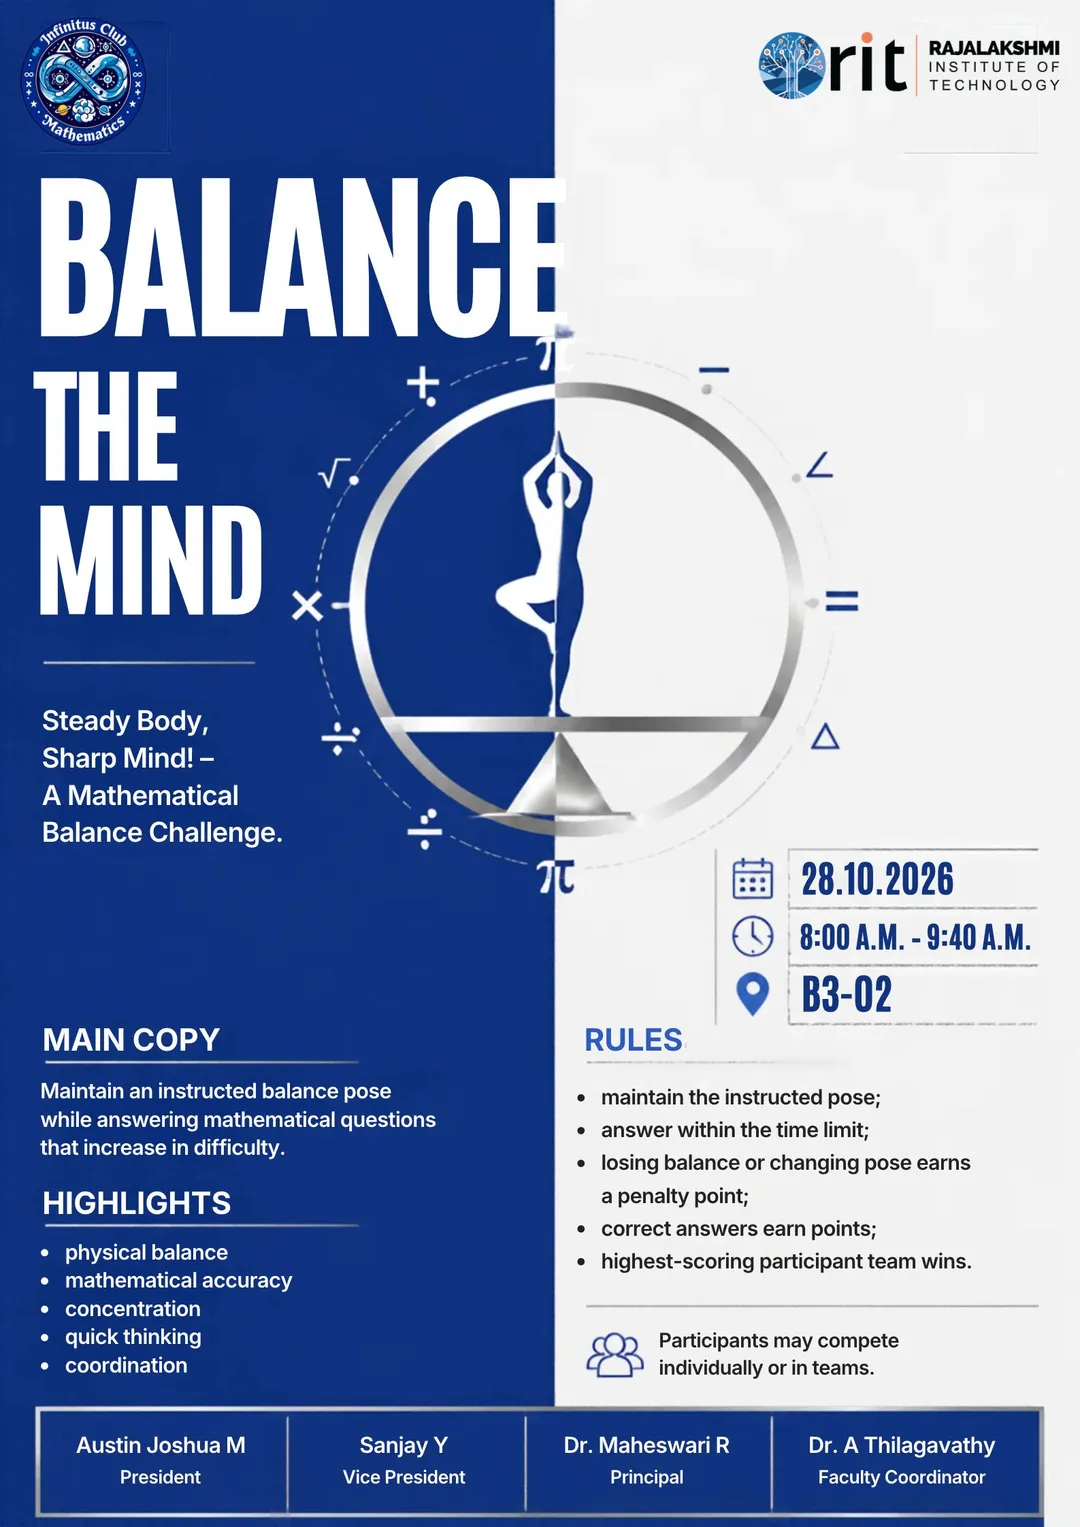 Infinitus Club
Mathematics
rit
RAJALAKSHMI
INSTITUTE OF
TECHNOLOGY
BALANCE
THE
MIND
π
+
−
√
∠
×
=
÷
△
÷
π
Steady Body,
Sharp Mind! –
A Mathematical
Balance Challenge.
28.10.2026
8:00 A.M. - 9:40 A.M.
B3-02
MAIN COPY
Maintain an instructed balance pose
while answering mathematical questions
that increase in difficulty.
HIGHLIGHTS
• physical balance
• mathematical accuracy
• concentration
• quick thinking
• coordination
RULES
• maintain the instructed pose;
• answer within the time limit;
• losing balance or changing pose earns
a penalty point;
• correct answers earn points;
• highest-scoring participant team wins.
Participants may compete
individually or in teams.
Austin Joshua M
President
Sanjay Y
Vice President
Dr. Maheswari R
Principal
Dr. A Thilagavathy
Faculty Coordinator